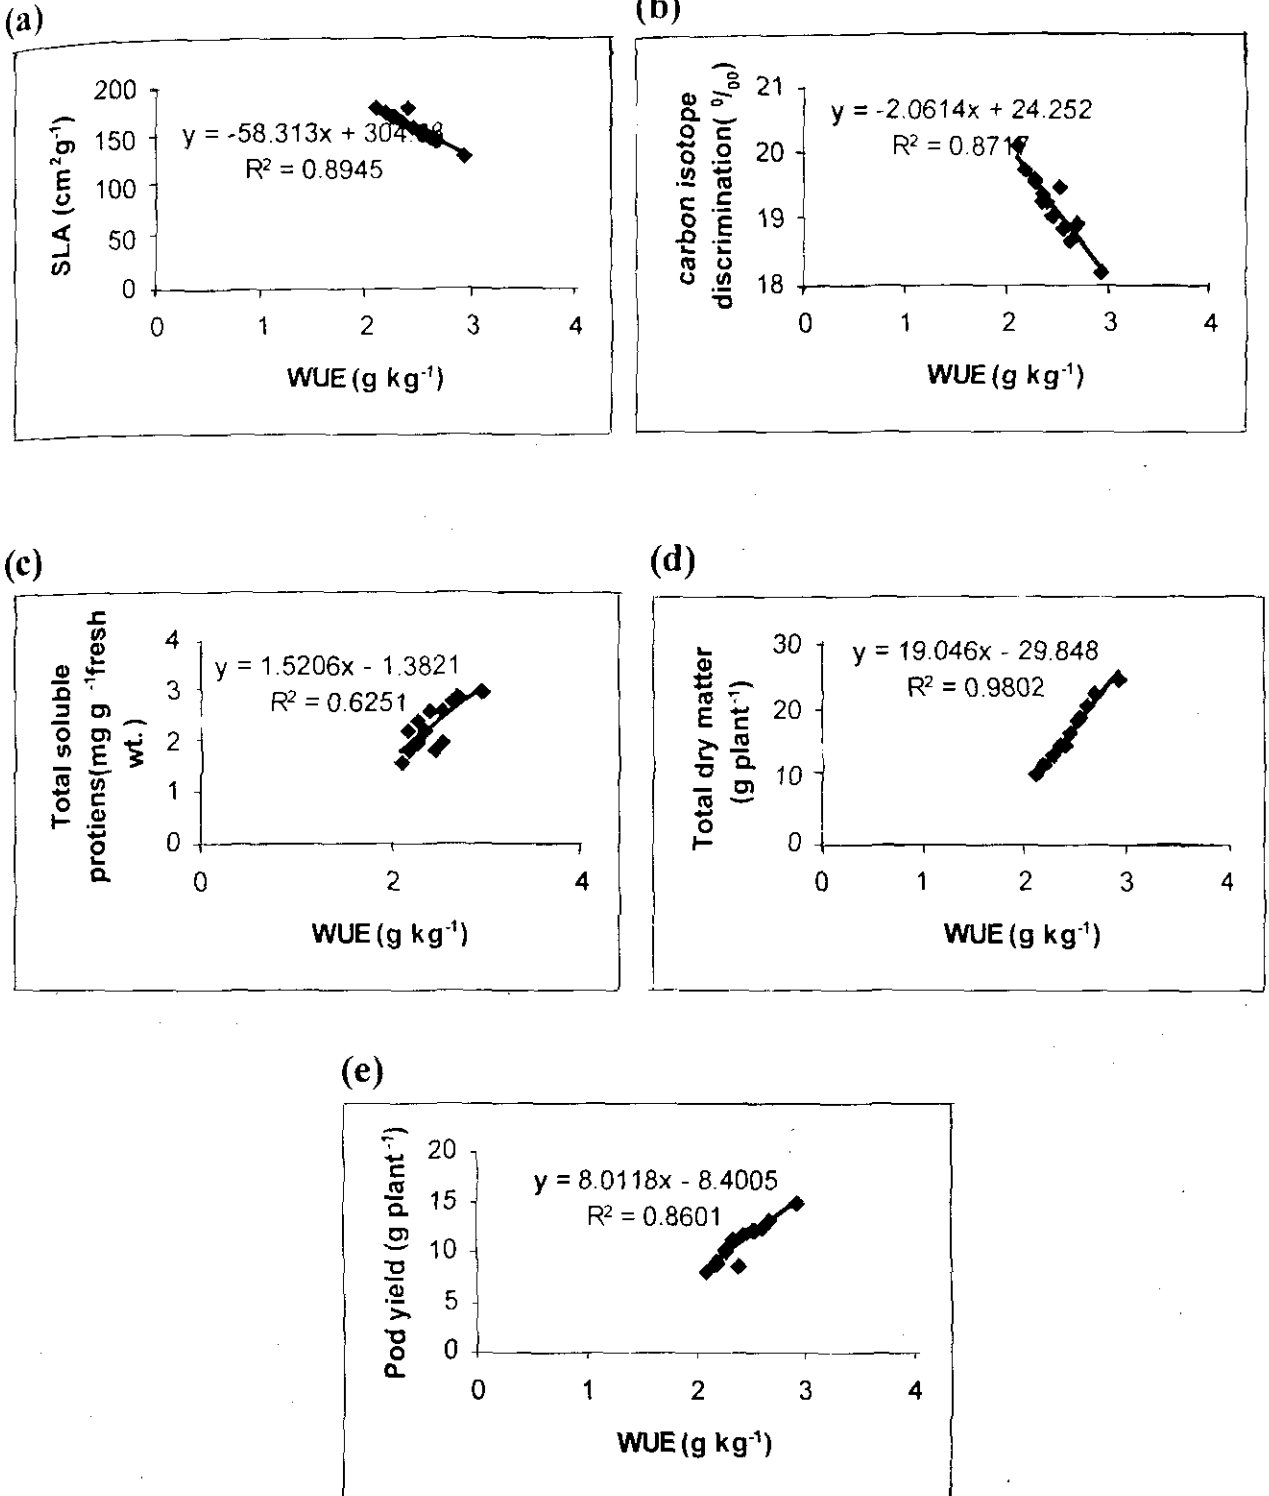 (a)
200
150
100
50
0
SLA (cm²g⁻¹)
y = -58.313x + 304.
R² = 0.8945
0 1 2 3 4
WUE (g kg⁻¹)
(b)
21
20
19
18
carbon isotope
discrimination( ⁰/₀₀)
y = -2.0614x + 24.252
R² = 0.8717
0 1 2 3 4
WUE (g kg⁻¹)
(c)
4
3
2
1
0
Total soluble
protiens(mg g ⁻¹fresh
wt.)
y = 1.5206x - 1.3821
R² = 0.6251
0 2 4
WUE (g kg⁻¹)
(d)
30
20
10
0
Total dry matter
(g plant⁻¹)
y = 19.046x - 29.848
R² = 0.9802
0 1 2 3 4
WUE (g kg⁻¹)
(e)
20
15
10
5
0
Pod yield (g plant⁻¹)
y = 8.0118x - 8.4005
R² = 0.8601
0 1 2 3 4
WUE (g kg⁻¹)